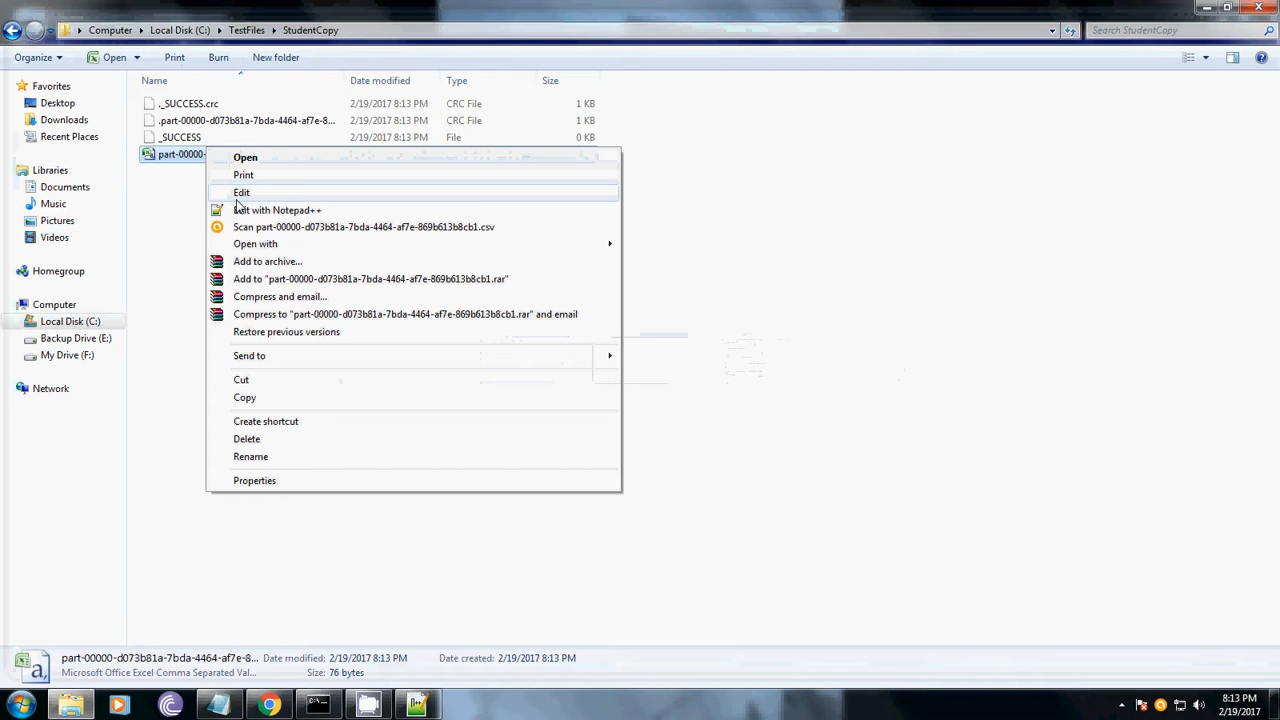 Computer Local Disk (C:) TestFiles StudentCopy Search StudentCopy
Organize Open Print Burn New folder
Name Date modified Type Size
Favorites
Desktop
Downloads
Recent Places
Libraries
Documents
Music
Pictures
Videos
Homegroup
Computer
Local Disk (C:)
Backup Drive (E:)
My Drive (F:)
Network
._SUCCESS.crc 2/19/2017 8:13 PM CRC File 1 KB
.part-00000-d073b81a-7bda-4464-af7e-8... 2/19/2017 8:13 PM CRC File 1 KB
_SUCCESS 2/19/2017 8:13 PM File 0 KB
part-00000-
Open
Print
Edit
Edit with Notepad++
Scan part-00000-d073b81a-7bda-4464-af7e-869b613b8cb1.csv
Open with
Add to archive...
Add to "part-00000-d073b81a-7bda-4464-af7e-869b613b8cb1.rar"
Compress and email...
Compress to "part-00000-d073b81a-7bda-4464-af7e-869b613b8cb1.rar" and email
Restore previous versions
Send to
Cut
Copy
Create shortcut
Delete
Rename
Properties
part-00000-d073b81a-7bda-4464-af7e-8... Date modified: 2/19/2017 8:13 PM Date created: 2/19/2017 8:13 PM
Microsoft Office Excel Comma Separated Val... Size: 76 bytes
8:13 PM
2/19/2017